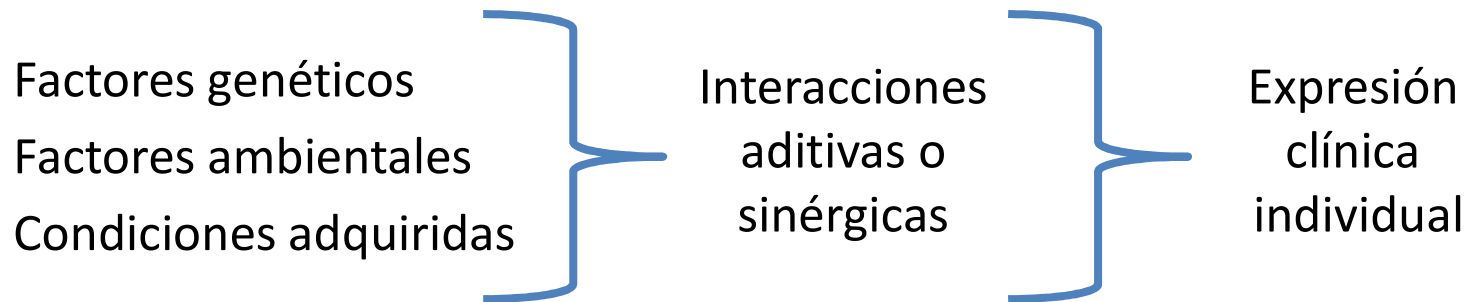 Factores genéticos
Factores ambientales
Condiciones adquiridas
Interacciones
aditivas o
sinérgicas
Expresión
clínica
individual